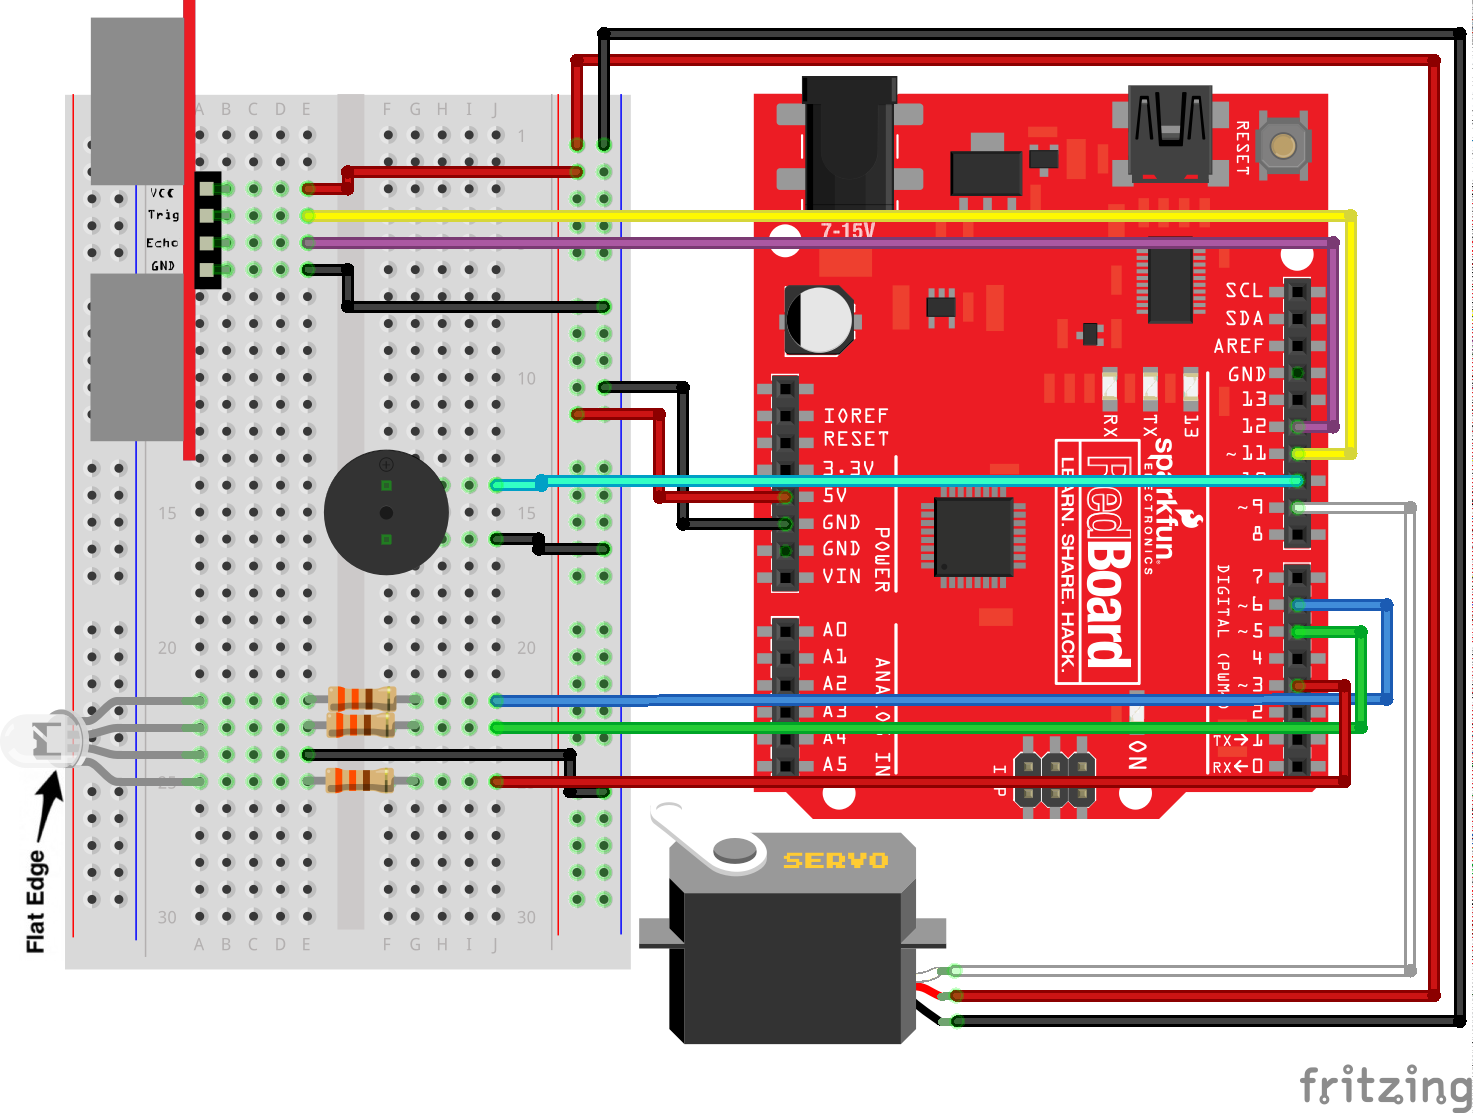 A B C D E F G H I J
1
10
15 15
20 20
25
30 30
A B C D E F G H I J
VCC
Trig
Echo
GND
Flat Edge
7-15V
RESET
IOREF
RESET
3.3V
5V
GND
GND
VIN
POWER
A0
A1
A2
A3
A4
A5
ANALOG IN
SCL
SDA
AREF
GND
13
12
~11
10
~9
8
7
~6
~5
4
~3
2
TX→1
RX←0
DIGITAL (PWM~)
RX
TX
13
sparkfun
ELECTRONICS
RedBoard
LEARN. SHARE. HACK.
ON
SERVO
fritzing